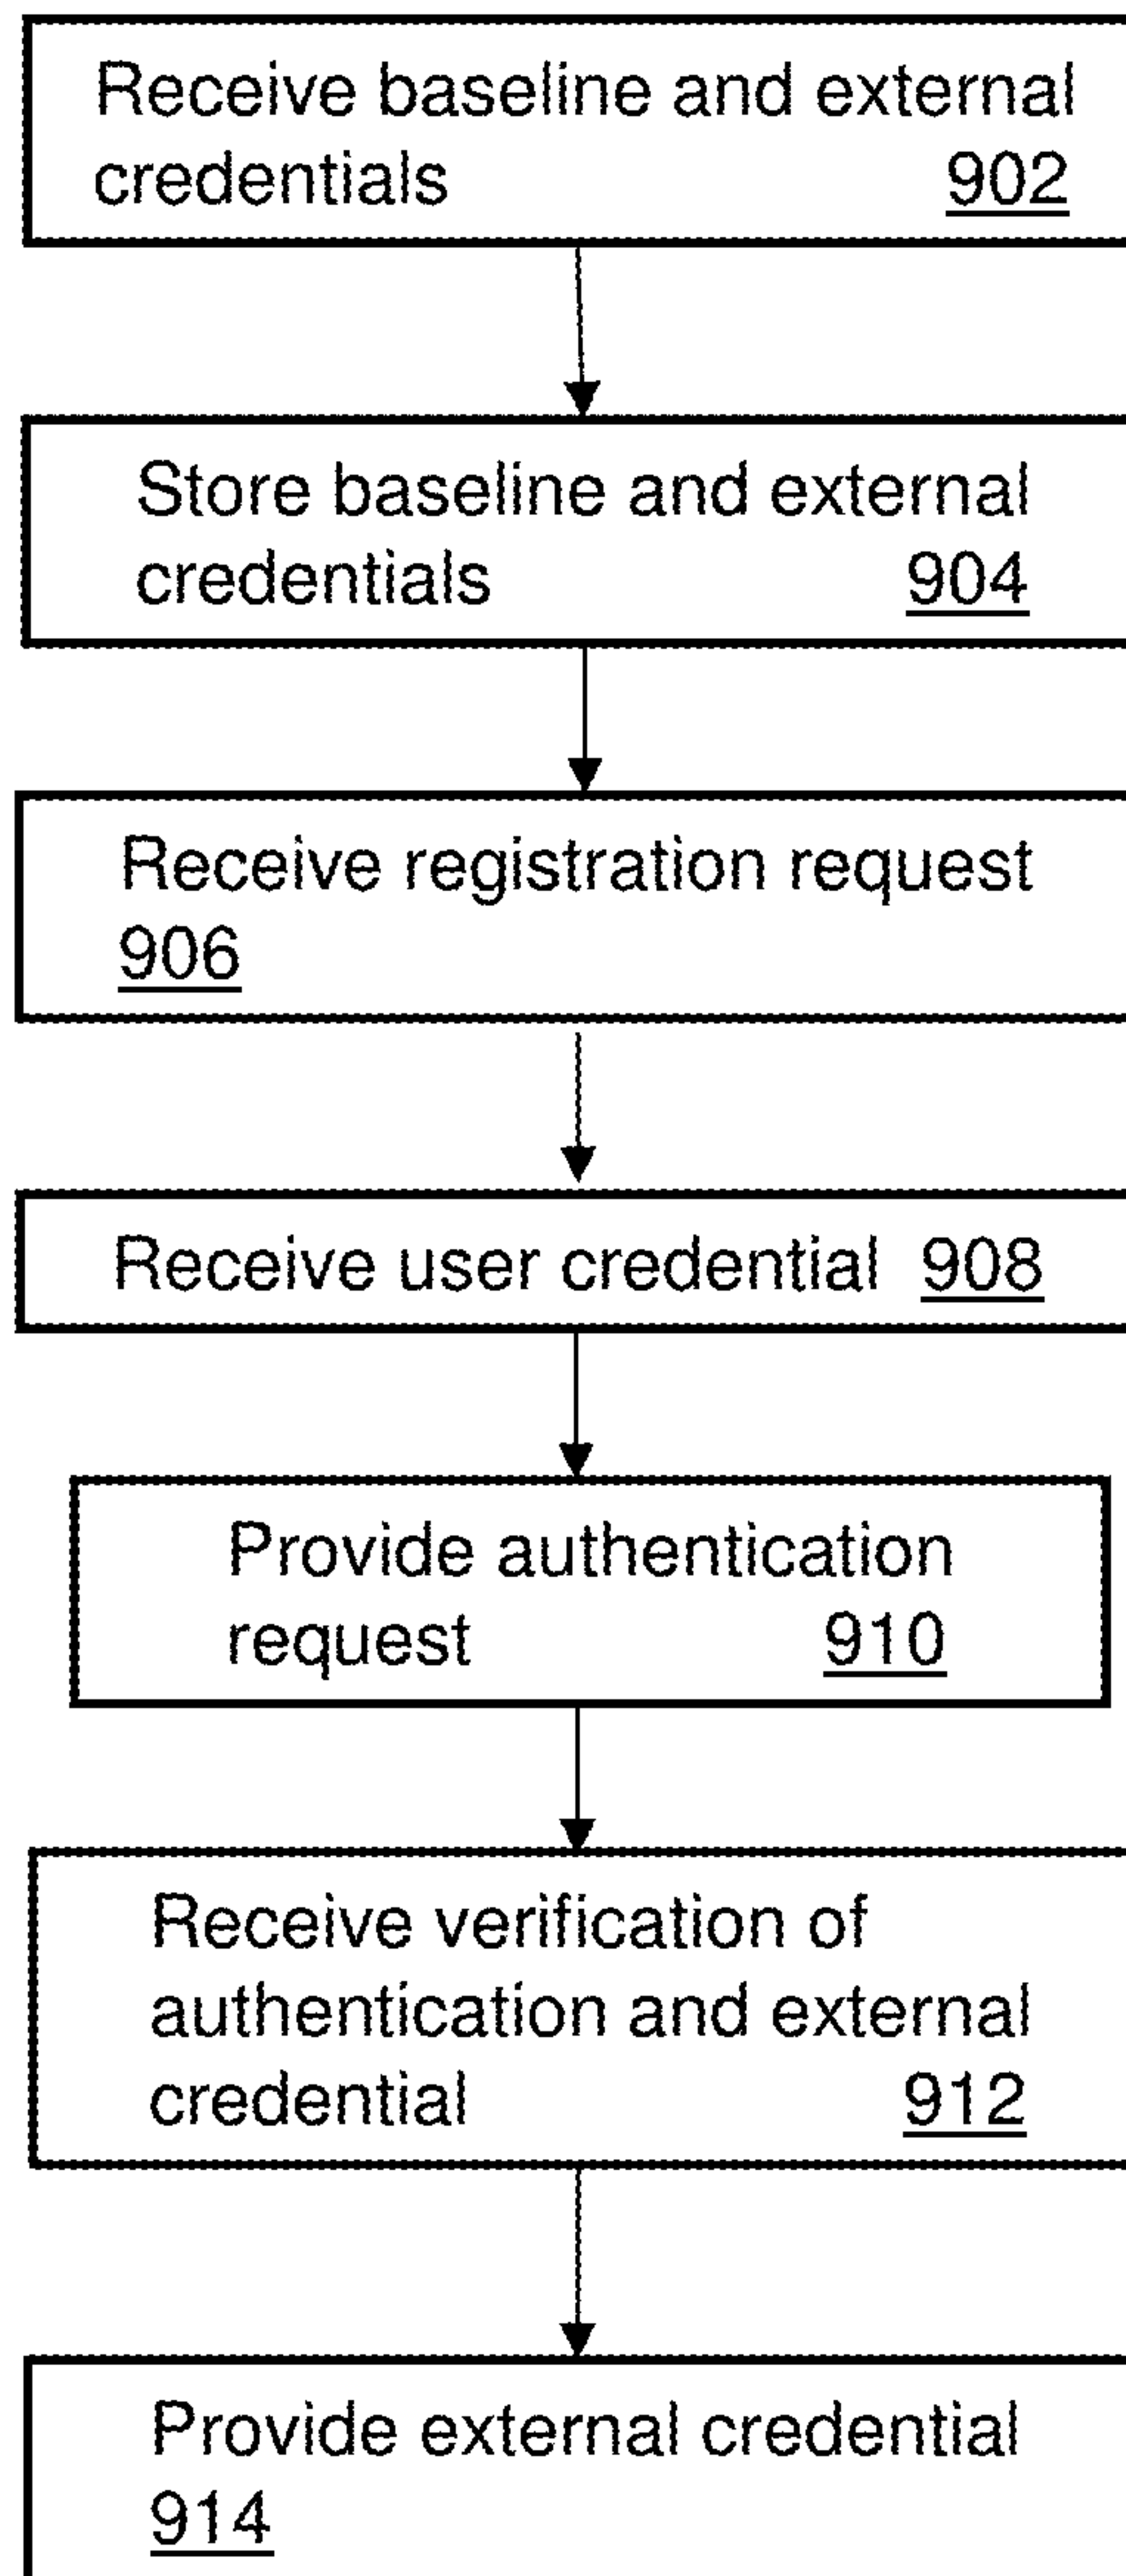 Receive baseline and external
credentials 902
Store baseline and external
credentials 904
Receive registration request
906
Receive user credential 908
Provide authentication
request 910
Receive verification of
authentication and external
credential 912
Provide external credential
914